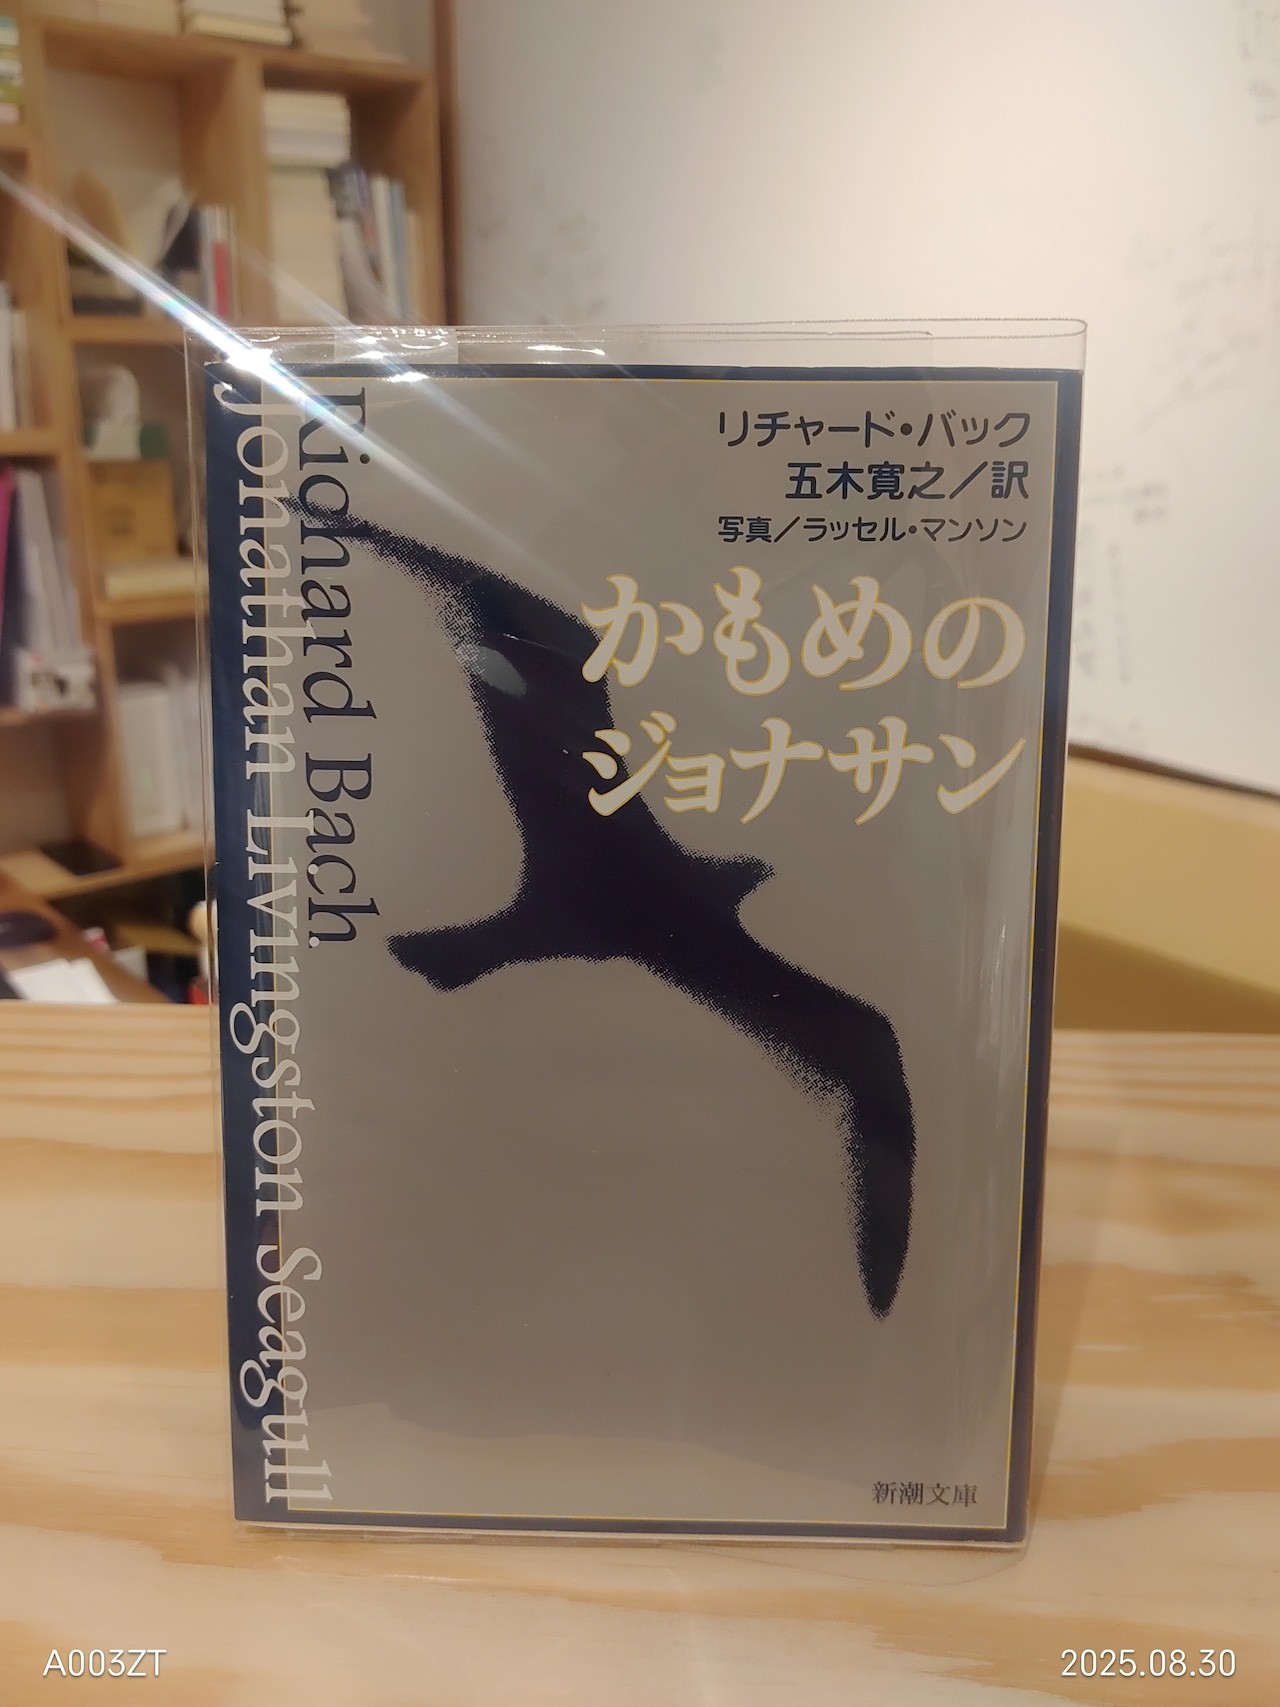 リチャード・バック
五木寛之/訳
写真/ラッセル・マンソン
かもめの
ジョナサン
Richard Bach
Jonathan Livingston Seagull
新潮文庫
A003ZT
2025.08.30